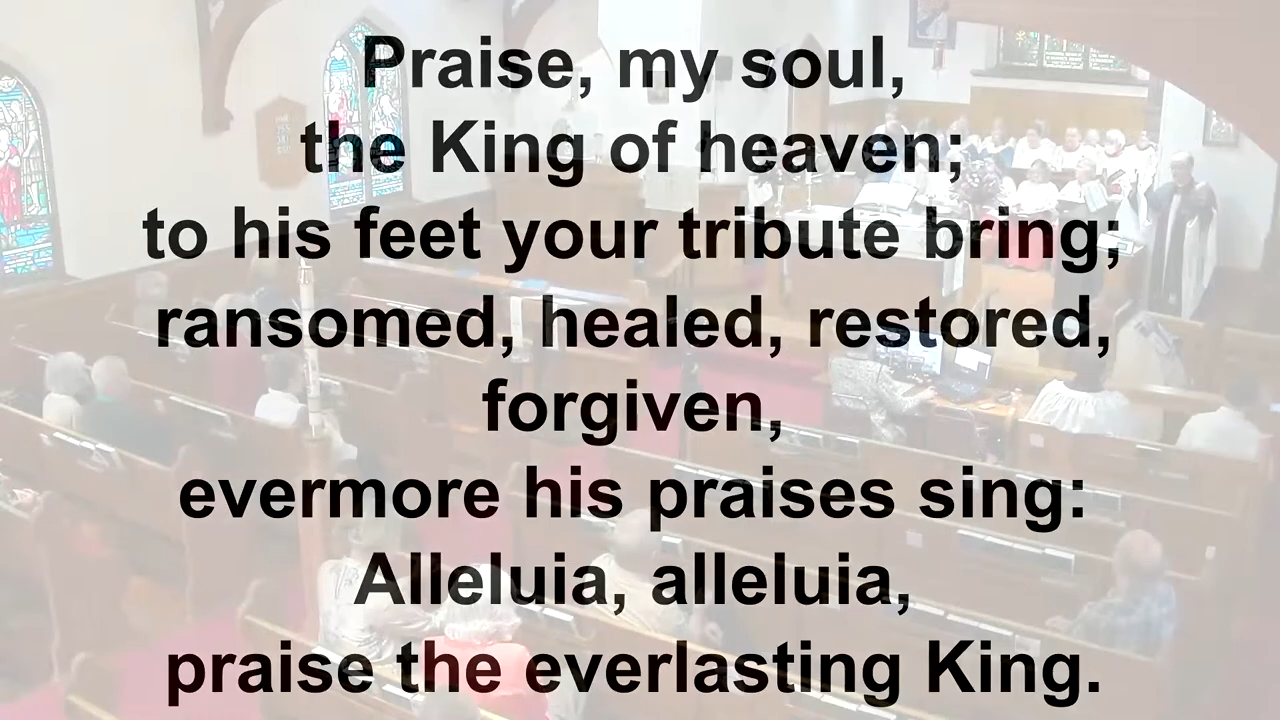 Praise, my soul,
the King of heaven;
to his feet your tribute bring;
ransomed, healed, restored,
forgiven,
evermore his praises sing:
Alleluia, alleluia,
praise the everlasting King.